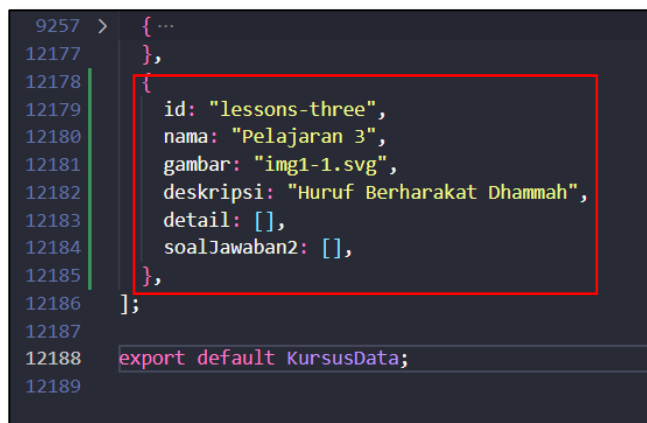 9257 > { ...
12177 },
12178 {
12179 id: "lessons-three",
12180 nama: "Pelajaran 3",
12181 gambar: "img1-1.svg",
12182 deskripsi: "Huruf Berharakat Dhammah",
12183 detail: [],
12184 soalJawaban2: [],
12185 },
12186 ];
12187
12188 export default KursusData;
12189